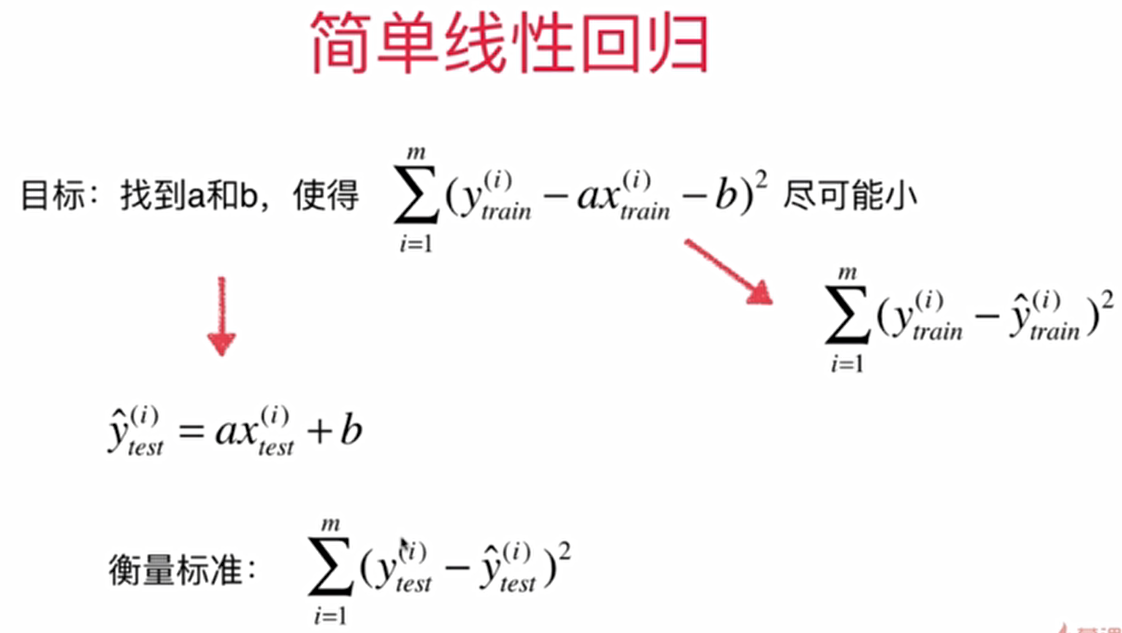 简单线性回归
目标：找到a和b，使得 $\sum_{i=1}^{m}(y_{train}^{(i)} - ax_{train}^{(i)} - b)^2$ 尽可能小
$\sum_{i=1}^{m}(y_{train}^{(i)} - \hat{y}_{train}^{(i)})^2$
$\hat{y}_{test}^{(i)} = ax_{test}^{(i)} + b$
衡量标准： $\sum_{i=1}^{m}(y_{test}^{(i)} - \hat{y}_{test}^{(i)})^2$